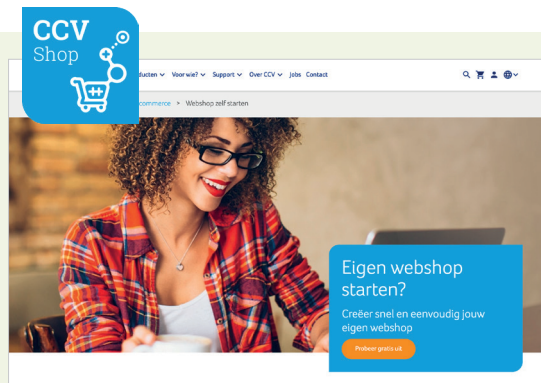 CCV
Shop
ducten Voor wie? Support Over CCV Jobs Contact
commerce > Webshop zelf starten
Eigen webshop
starten?
Creëer snel en eenvoudig jouw
eigen webshop
Probeer gratis uit